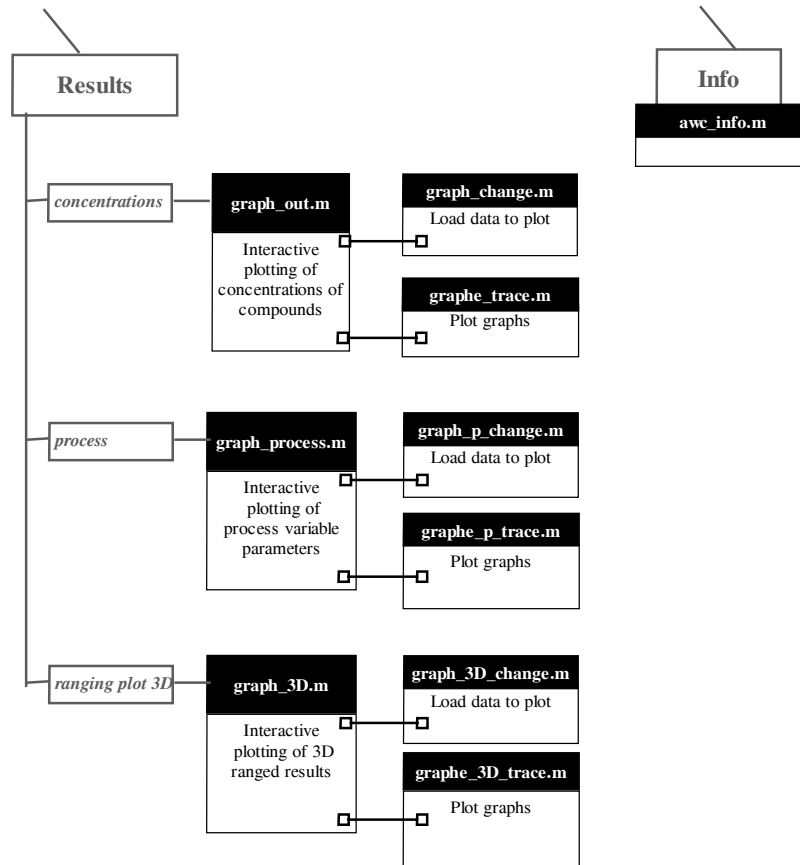 Results
Info
awc_info.m
concentrations
graph_out.m
Interactive
plotting of
concentrations of
compounds
graph_change.m
Load data to plot
graphe_trace.m
Plot graphs
process
graph_process.m
Interactive
plotting of
process variable
parameters
graph_p_change.m
Load data to plot
graphe_p_trace.m
Plot graphs
ranging plot 3D
graph_3D.m
Interactive
plotting of 3D
ranged results
graph_3D_change.m
Load data to plot
graphe_3D_trace.m
Plot graphs